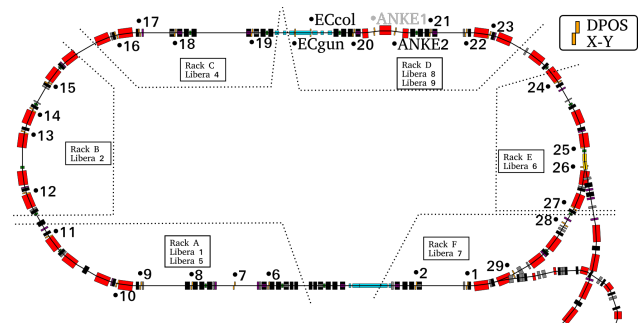 17
ECcol
ANKE1
21
23
DPOS
X-Y
16
18
19
ECgun
20
ANKE2
22
Rack C
Libera 4
Rack D
Libera 8
Libera 9
15
24
14
13
Rack B
Libera 2
25
Rack E
Libera 6
26
12
27
11
28
Rack A
Libera 1
Libera 5
Rack F
Libera 7
29
9
8
7
6
2
1
10